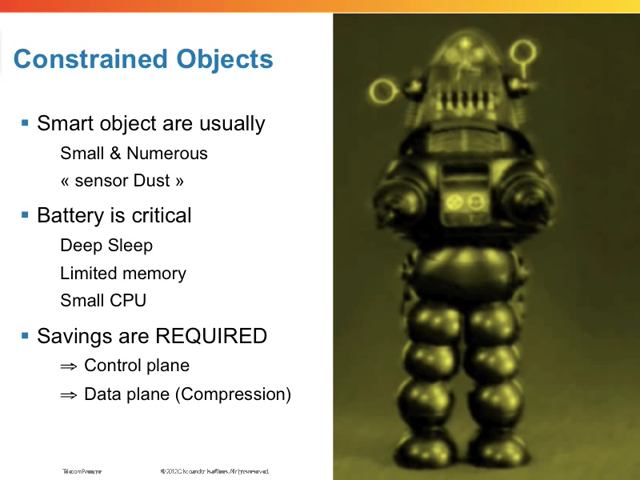 Constrained Objects
▪ Smart object are usually
Small & Numerous
« sensor Dust »
▪ Battery is critical
Deep Sleep
Limited memory
Small CPU
▪ Savings are REQUIRED
⇒ Control plane
⇒ Data plane (Compression)